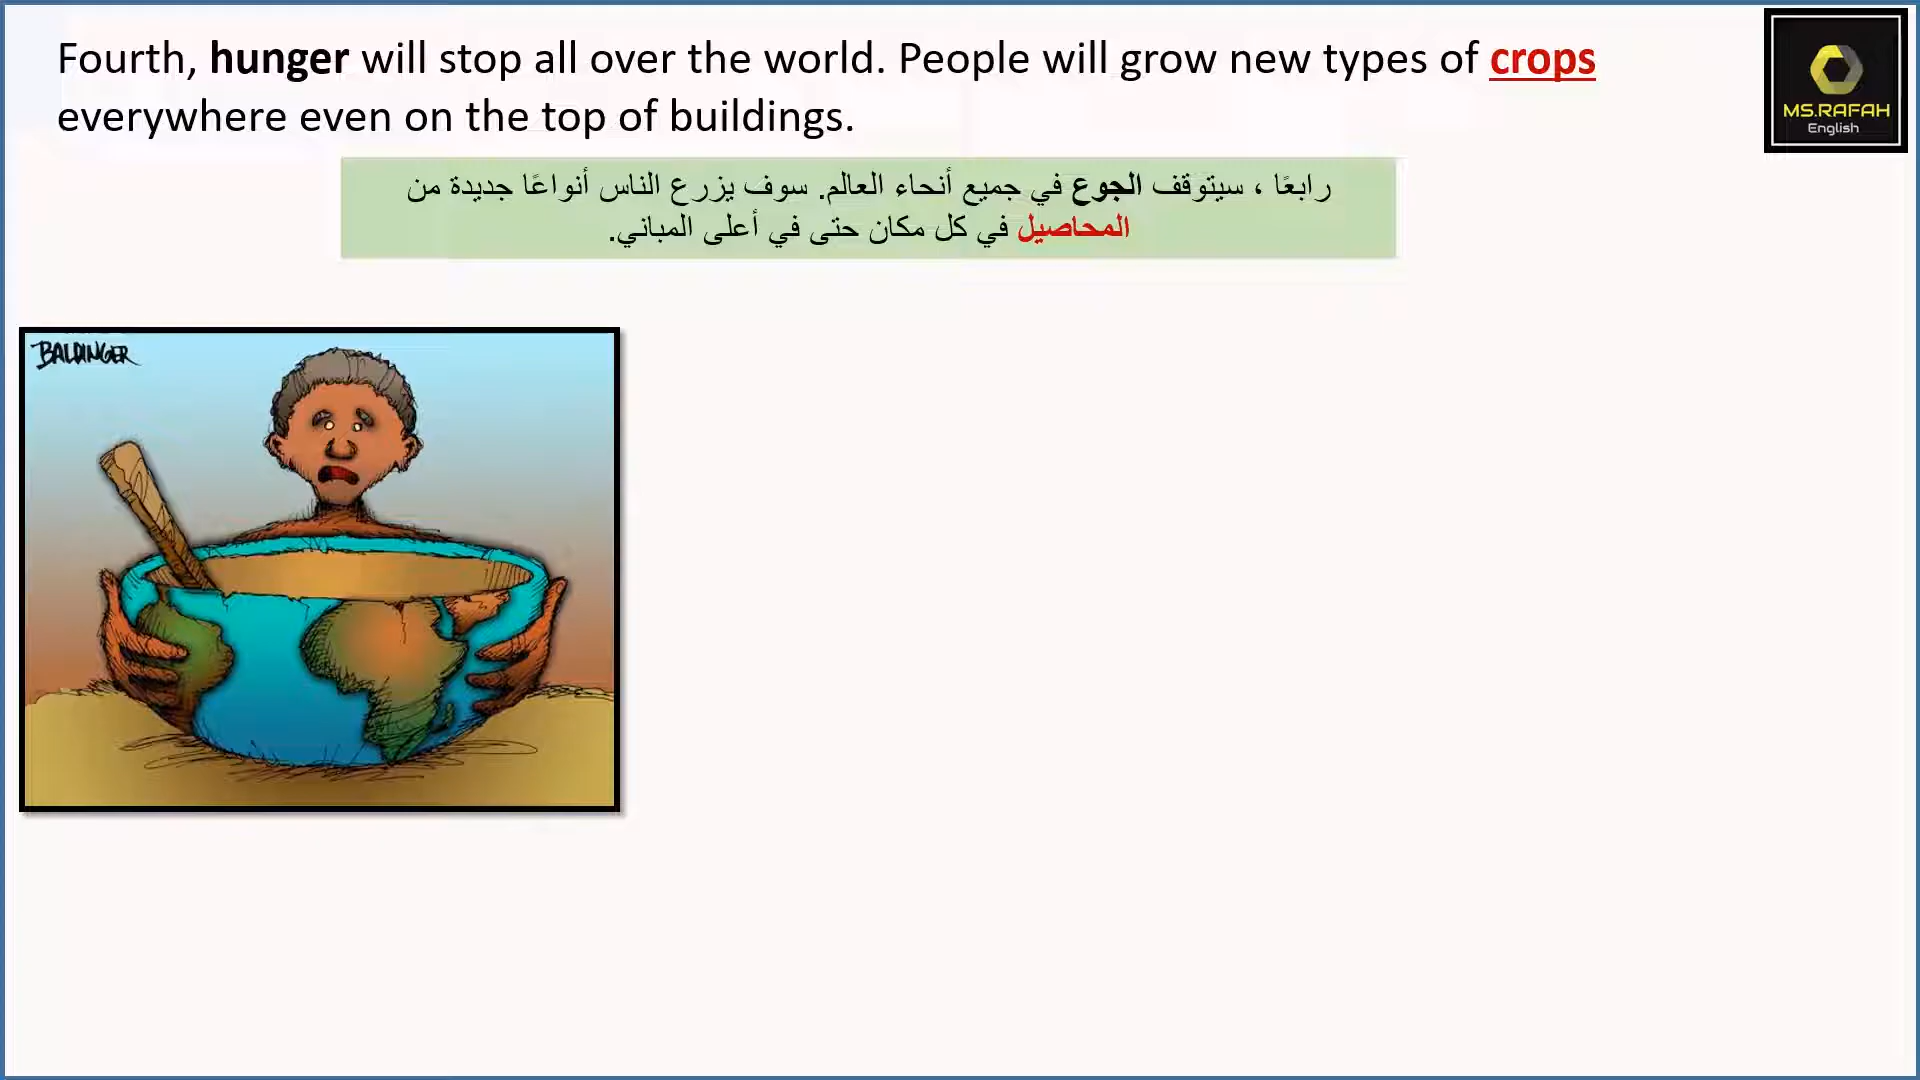 Fourth, hunger will stop all over the world. People will grow new types of crops
everywhere even on the top of buildings.
MS.RAFAH
English
رابعًا ، سيتوقف الجوع في جميع أنحاء العالم. سوف يزرع الناس أنواعًا جديدة من
المحاصيل في كل مكان حتى في أعلى المباني.
BALDINGER